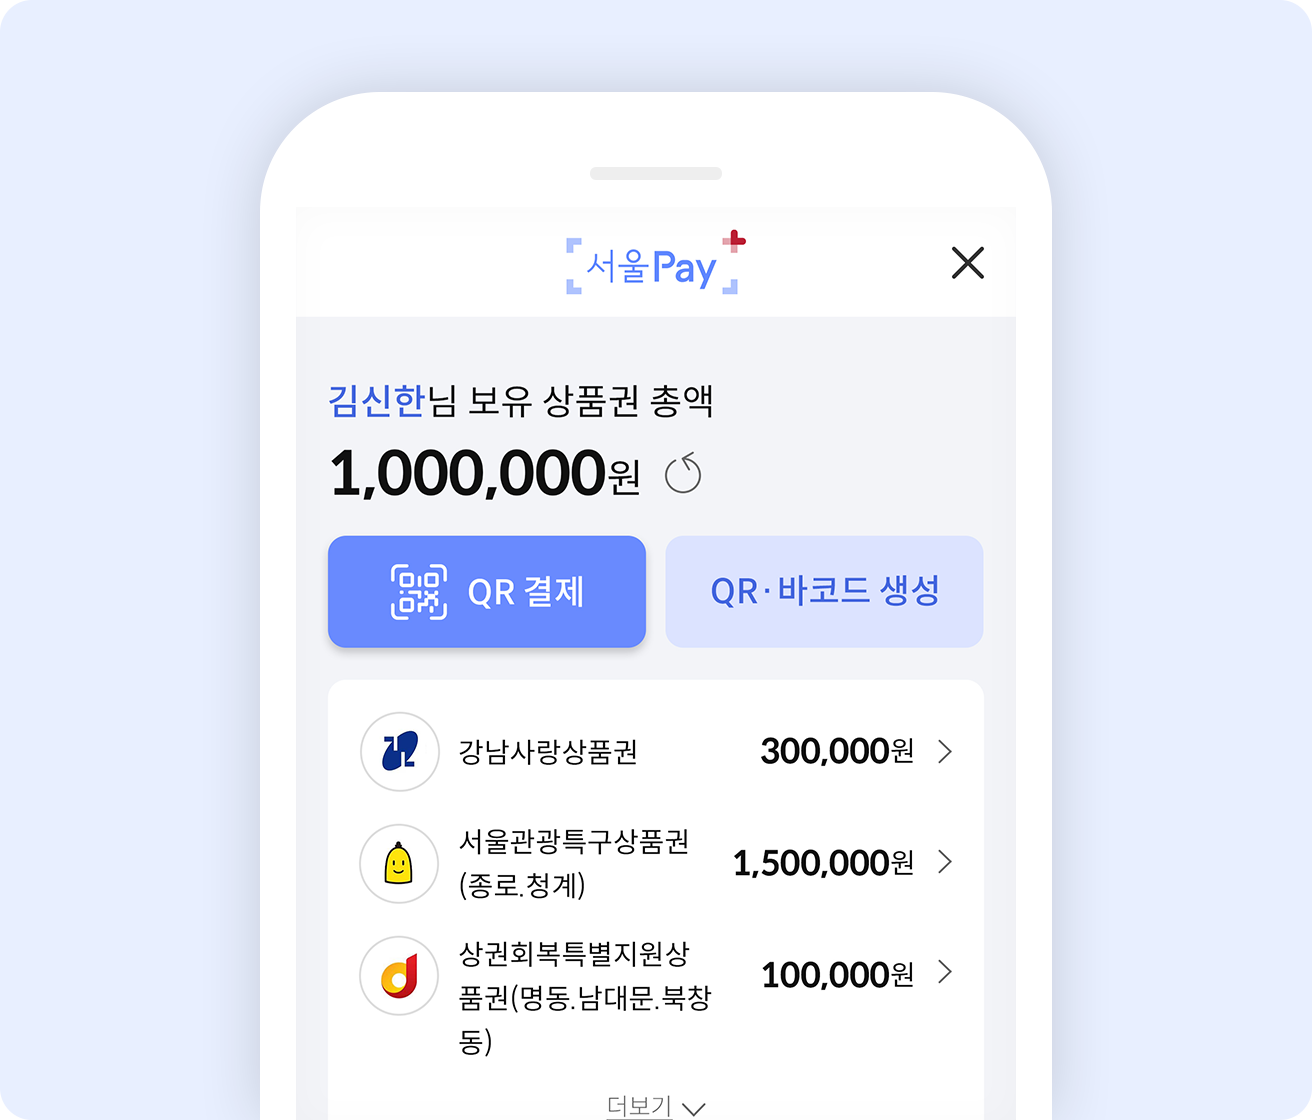 서울Pay
김신한님 보유 상품권 총액
1,000,000원
QR 결제
QR·바코드 생성
강남사랑상품권
300,000원
서울관광특구상품권
(종로.청계)
1,500,000원
상권회복특별지원상
품권(명동.남대문.북창
동)
100,000원
더보기